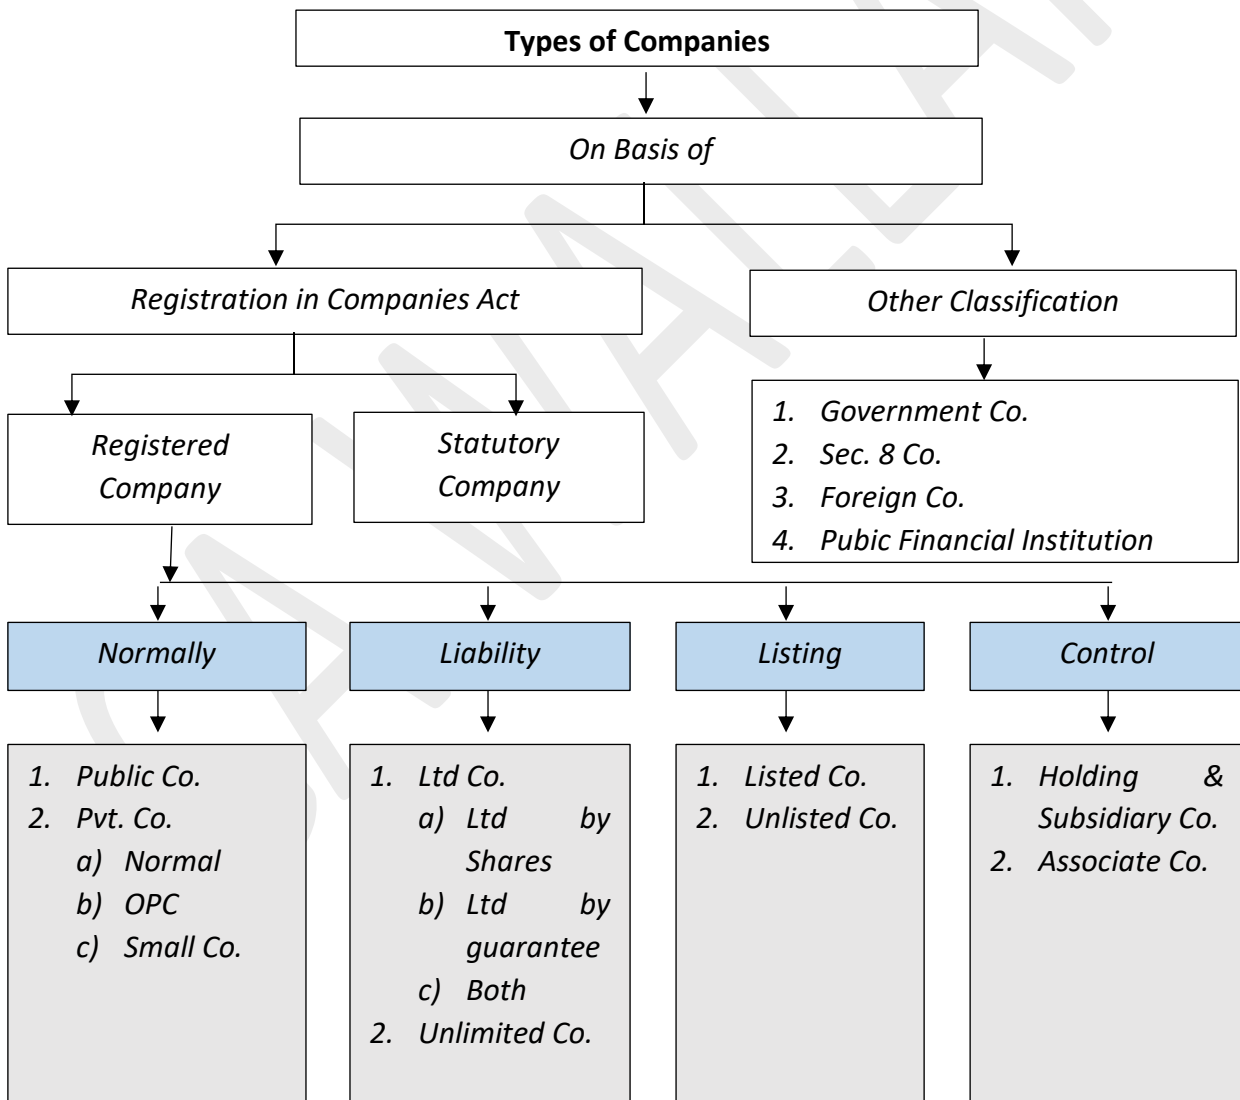 Types of Companies
On Basis of
Registration in Companies Act
Other Classification
Registered
Company
Statutory
Company
1. Government Co.
2. Sec. 8 Co.
3. Foreign Co.
4. Pubic Financial Institution
Normally
Liability
Listing
Control
1. Public Co.
2. Pvt. Co.
a) Normal
b) OPC
c) Small Co.
1. Ltd Co.
a) Ltd by
Shares
b) Ltd by
guarantee
c) Both
2. Unlimited Co.
1. Listed Co.
2. Unlisted Co.
1. Holding &
Subsidiary Co.
2. Associate Co.